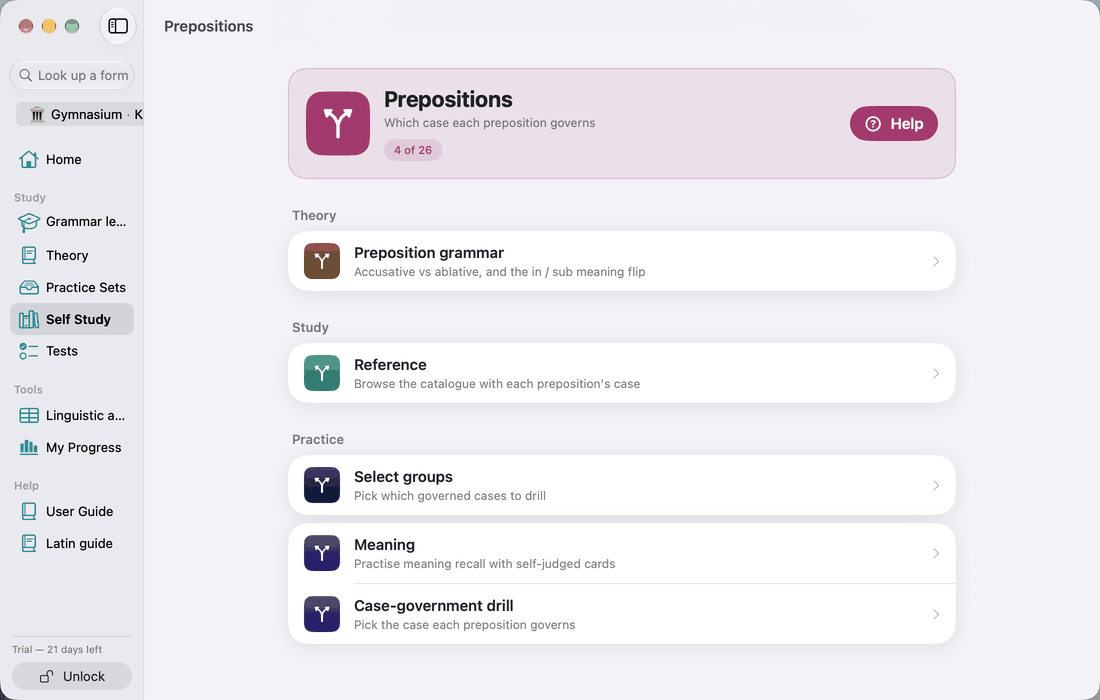 Prepositions
Look up a form
Gymnasium · K
Home
Study
Grammar le...
Theory
Practice Sets
Self Study
Tests
Tools
Linguistic a...
My Progress
Help
User Guide
Latin guide
Trial — 21 days left
Unlock
Prepositions
Which case each preposition governs
4 of 26
Help
Theory
Preposition grammar
Accusative vs ablative, and the in / sub meaning flip
Study
Reference
Browse the catalogue with each preposition's case
Practice
Select groups
Pick which governed cases to drill
Meaning
Practise meaning recall with self-judged cards
Case-government drill
Pick the case each preposition governs